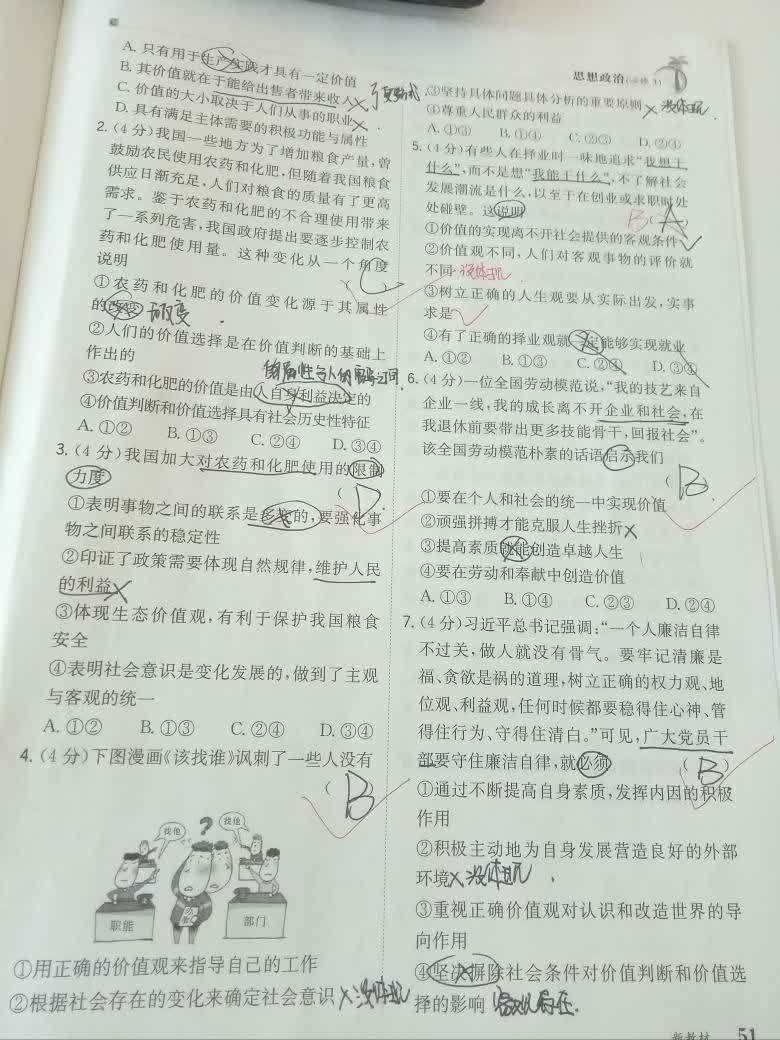 A. 只有用于生产实践才具有一定价值
B. 其价值就在于能给出售者带来收入
C. 价值的大小取决于人们从事的职业
D. 具有满足主体需要的积极功能与属性
2. (4 分)我国一些地方为了增加粮食产量,曾
鼓励农民使用农药和化肥,但随着我国粮食
供应日渐充足,人们对粮食的质量有了更高
需求。鉴于农药和化肥的不合理使用带来
了一系列危害,我国政府提出要逐步控制农
药和化肥使用量。这种变化从一个角度
说明
C
①农药和化肥的价值变化源于其属性
的改变
②人们的价值选择是在价值判断的基础上
作出的
③农药和化肥的价值是由人自身利益决定的
④价值判断和价值选择具有社会历史性特征
A. ①② B. ①③ C. ②④ D. ③④
3. (4 分)我国加大对农药和化肥使用的限制
力度
( D
①表明事物之间的联系是多变的,要强化事
物之间联系的稳定性
②印证了政策需要体现自然规律,维护人民
的利益
③体现生态价值观,有利于保护我国粮食
安全
④表明社会意识是变化发展的,做到了主观
与客观的统一
A. ①② B. ①③ C. ②④ D. ③④
4. (4 分)下图漫画《该找谁》讽刺了一些人没有
( B
找他
?
找他
职能
部门
①用正确的价值观来指导自己的工作
②根据社会存在的变化来确定社会意识 没体现
思想政治(必修 )
③坚持具体问题具体分析的重要原则 没体现
④尊重人民群众的利益
A. ①③ B. ①④ C. ②③ D. ②④
5. (4 分)有些人在择业时一味地追求“我想干
什么”,而不是想“我能干什么”,不了解社会
发展潮流是什么,以至于在创业或求职时处
处碰壁。这说明
B ( A )
①价值的实现离不开社会提供的客观条件
②价值观不同,人们对客观事物的评价就
不同 没体现
③树立正确的人生观要从实际出发,实事
求是
④有了正确的择业观就一定能够实现就业
A. ①② B. ①③ C. ②④ D. ③④
6. (4 分)一位全国劳动模范说,“我的技艺来自
企业一线,我的成长离不开企业和社会,在
我退休前要带出更多技能骨干,回报社会”。
该全国劳动模范朴素的话语启示我们
( B )
①要在个人和社会的统一中实现价值
②顽强拼搏才能克服人生挫折
③提高素质就能创造卓越人生
④要在劳动和奉献中创造价值
A. ①③ B. ①④ C. ②③ D. ②④
7. (4 分)习近平总书记强调:“一个人廉洁自律
不过关,做人就没有骨气。要牢记清廉是
福、贪欲是祸的道理,树立正确的权力观、地
位观、利益观,任何时候都要稳得住心神、管
得住行为、守得住清白。”可见,广大党员干
部要守住廉洁自律,就必须 ( B )
①通过不断提高自身素质,发挥内因的积极
作用
②积极主动地为自身发展营造良好的外部
环境 没体现
③重视正确价值观对认识和改造世界的导
向作用
④坚决摒除社会条件对价值判断和价值选
择的影响 客观存在.
新教材 51